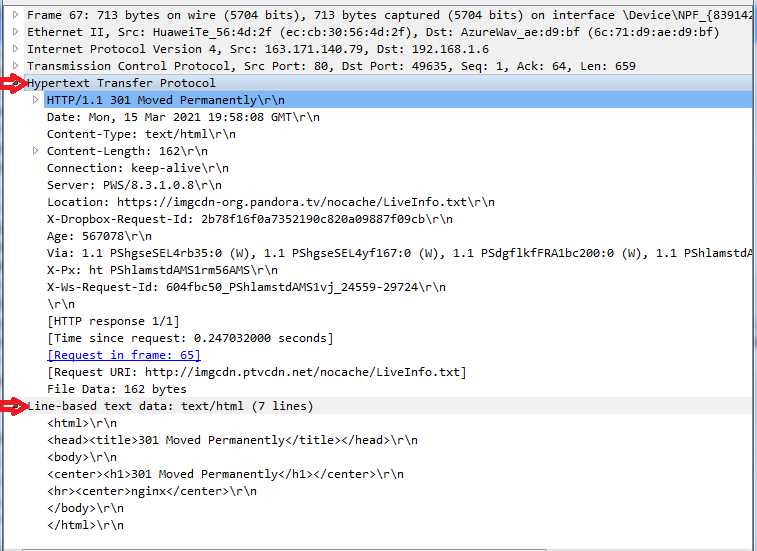 Frame 67: 713 bytes on wire (5704 bits), 713 bytes captured (5704 bits) on interface \Device\NPF_{839142
Ethernet II, Src: HuaweiTe_56:4d:2f (ec:cb:30:56:4d:2f), Dst: AzureWav_ae:d9:bf (6c:71:d9:ae:d9:bf)
Internet Protocol Version 4, Src: 163.171.140.79, Dst: 192.168.1.6
Transmission Control Protocol, Src Port: 80, Dst Port: 49635, Seq: 1, Ack: 64, Len: 659
Hypertext Transfer Protocol
HTTP/1.1 301 Moved Permanently\r\n
Date: Mon, 15 Mar 2021 19:58:08 GMT\r\n
Content-Type: text/html\r\n
Content-Length: 162\r\n
Connection: keep-alive\r\n
Server: PWS/8.3.1.0.8\r\n
Location: https://imgcdn-org.pandora.tv/nocache/LiveInfo.txt\r\n
X-Dropbox-Request-Id: 2b78f16f0a7352190c820a09887f09cb\r\n
Age: 567078\r\n
Via: 1.1 PShgseSEL4rb35:0 (W), 1.1 PShgseSEL4yf167:0 (W), 1.1 PSdgflkfFRA1bc200:0 (W), 1.1 PShlamstdA
X-Px: ht PShlamstdAMS1rm56AMS\r\n
X-Ws-Request-Id: 604fbc50_PShlamstdAMS1vj_24559-29724\r\n
\r\n
[HTTP response 1/1]
[Time since request: 0.247032000 seconds]
[Request in frame: 65]
[Request URI: http://imgcdn.ptvcdn.net/nocache/LiveInfo.txt]
File Data: 162 bytes
Line-based text data: text/html (7 lines)
<html>\r\n
<head><title>301 Moved Permanently</title></head>\r\n
<body>\r\n
<center><h1>301 Moved Permanently</h1></center>\r\n
<hr><center>nginx</center>\r\n
</body>\r\n
</html>\r\n